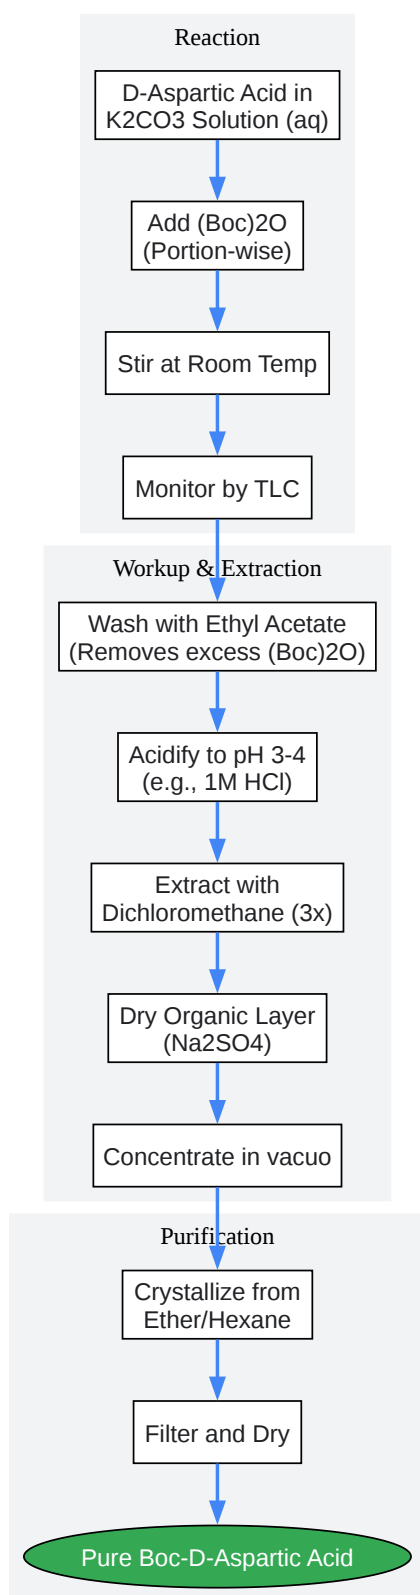 Reaction
D-Aspartic Acid in
K2CO3 Solution (aq)
Add (Boc)2O
(Portion-wise)
Stir at Room Temp
Monitor by TLC
Workup & Extraction
Wash with Ethyl Acetate
(Removes excess (Boc)2O)
Acidify to pH 3-4
(e.g., 1M HCl)
Extract with
Dichloromethane (3x)
Dry Organic Layer
(Na2SO4)
Concentrate in vacuo
Purification
Crystallize from
Ether/Hexane
Filter and Dry
Pure Boc-D-Aspartic Acid